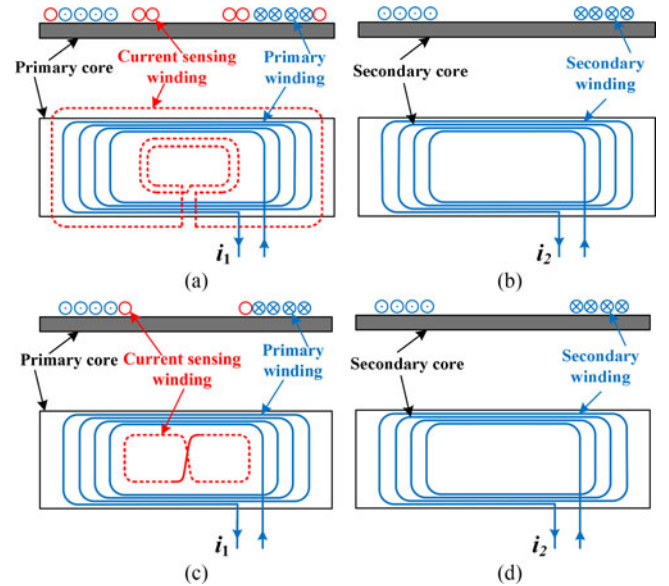 Primary core
Current sensing
winding
Primary
winding
i1
(a)
Secondary core
Secondary
winding
i2
(b)
Primary core
Current sensing
winding
Primary
winding
i1
(c)
Secondary core
Secondary
winding
i2
(d)